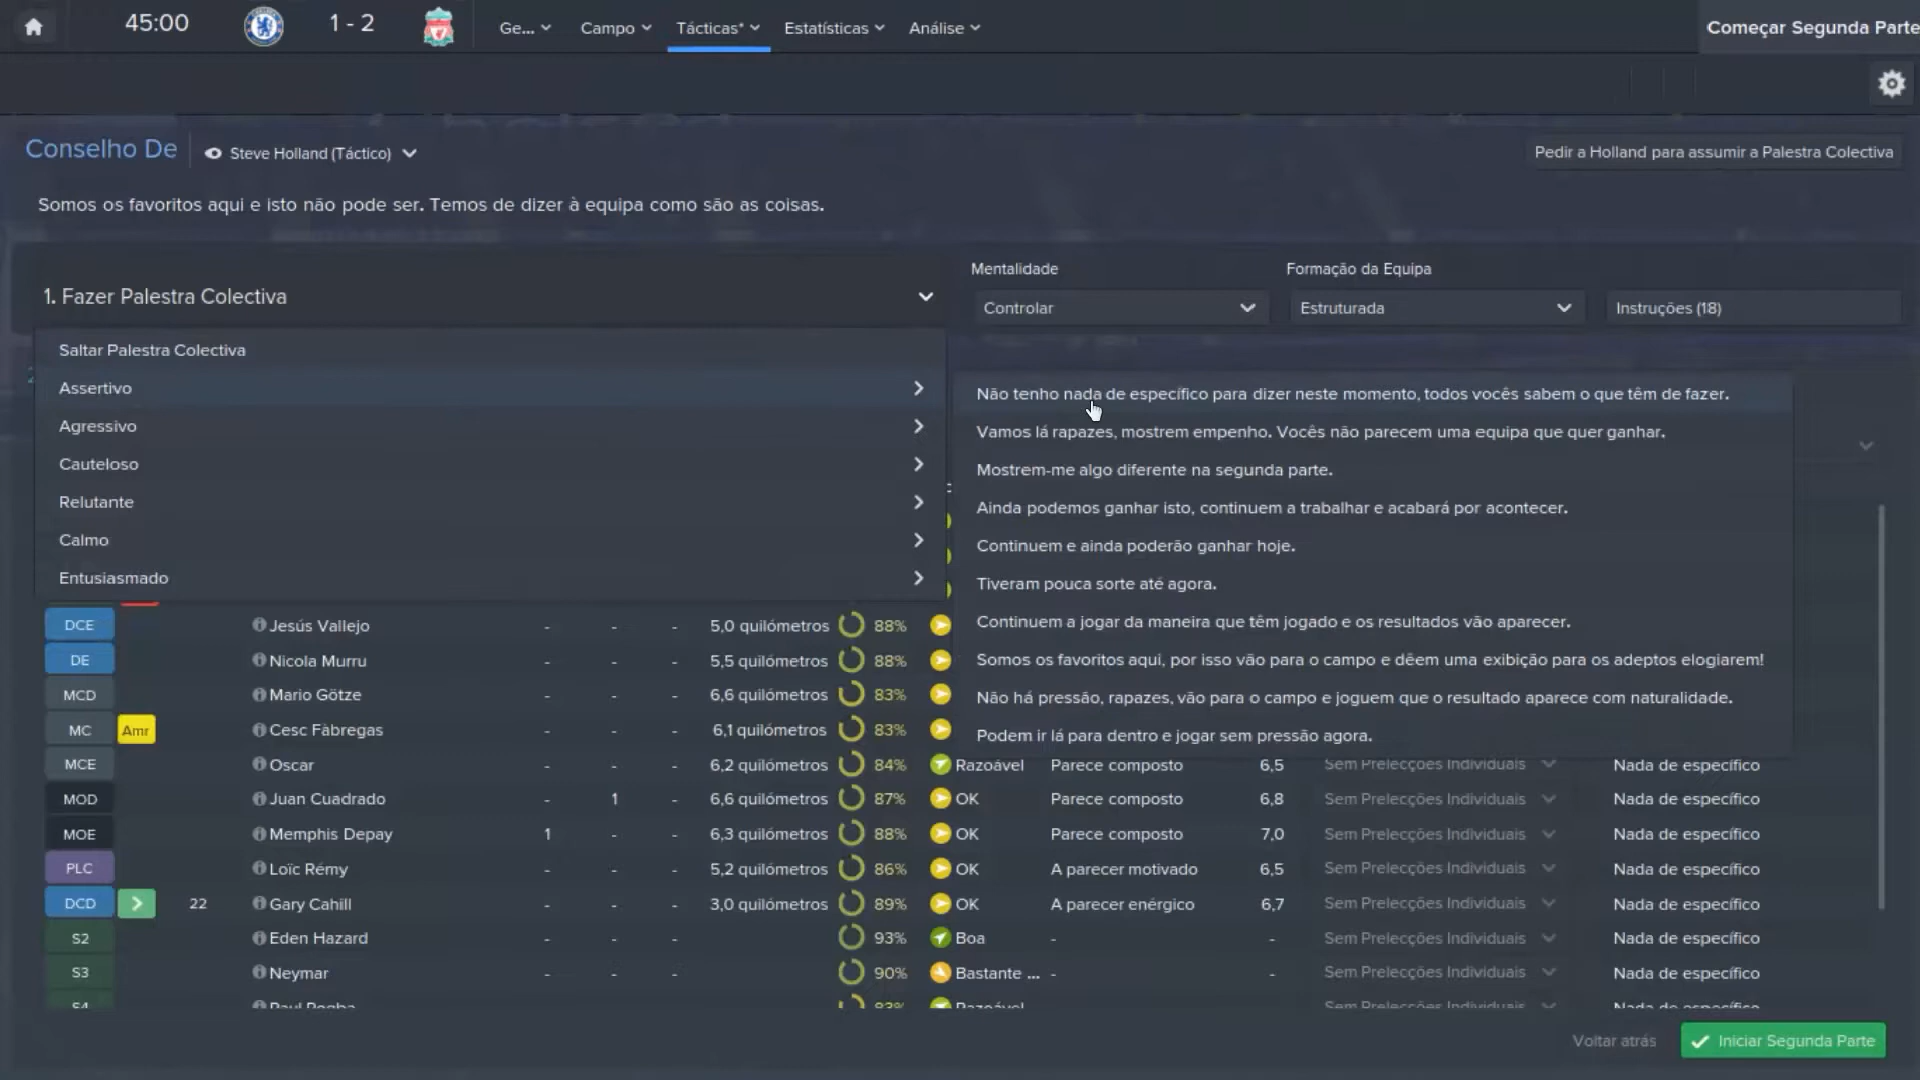 45:00 1 - 2 Ge... Campo Tácticas* Estatísticas Análise Começar Segunda Parte
Conselho De Steve Holland (Táctico) Pedir a Holland para assumir a Palestra Colectiva
Somos os favoritos aqui e isto não pode ser. Temos de dizer à equipa como são as coisas.
Mentalidade Formação da Equipa
1. Fazer Palestra Colectiva Controlar Estruturada Instruções (18)
Saltar Palestra Colectiva
Assertivo
Agressivo
Cauteloso
Relutante
Calmo
Entusiasmado
Não tenho nada de específico para dizer neste momento, todos vocês sabem o que têm de fazer.
Vamos lá rapazes, mostrem empenho. Vocês não parecem uma equipa que quer ganhar.
Mostrem-me algo diferente na segunda parte.
Ainda podemos ganhar isto, continuem a trabalhar e acabará por acontecer.
Continuem e ainda poderão ganhar hoje.
Tiveram pouca sorte até agora.
Continuem a jogar da maneira que têm jogado e os resultados vão aparecer.
Somos os favoritos aqui, por isso vão para o campo e dêem uma exibição para os adeptos elogiarem!
Não há pressão, rapazes, vão para o campo e joguem que o resultado aparece com naturalidade.
Podem ir lá para dentro e jogar sem pressão agora.
DCE Jesús Vallejo - - - 5,0 quilómetros 88%
DE Nicola Murru - - - 5,5 quilómetros 88%
MCD Mario Götze - - - 6,6 quilómetros 83%
MC Amr Cesc Fàbregas - - - 6,1 quilómetros 83%
MCE Oscar - - - 6,2 quilómetros 84% Razoável Parece composto 6,5 Sem Prelecções Individuais Nada de específico
MOD Juan Cuadrado - 1 - 6,6 quilómetros 87% OK Parece composto 6,8 Sem Prelecções Individuais Nada de específico
MOE Memphis Depay 1 - - 6,3 quilómetros 88% OK Parece composto 7,0 Sem Prelecções Individuais Nada de específico
PLC Loïc Rémy - - - 5,2 quilómetros 86% OK A parecer motivado 6,5 Sem Prelecções Individuais Nada de específico
DCD 22 Gary Cahill - - - 3,0 quilómetros 89% OK A parecer enérgico 6,7 Sem Prelecções Individuais Nada de específico
S2 Eden Hazard - - - 93% Boa - - Sem Prelecções Individuais Nada de específico
S3 Neymar - - - 90% Bastante ... - - Sem Prelecções Individuais Nada de específico
S4 Paul Pogba 83% Razoável Sem Prelecções Individuais Nada de específico
Voltar atrás Iniciar Segunda Parte